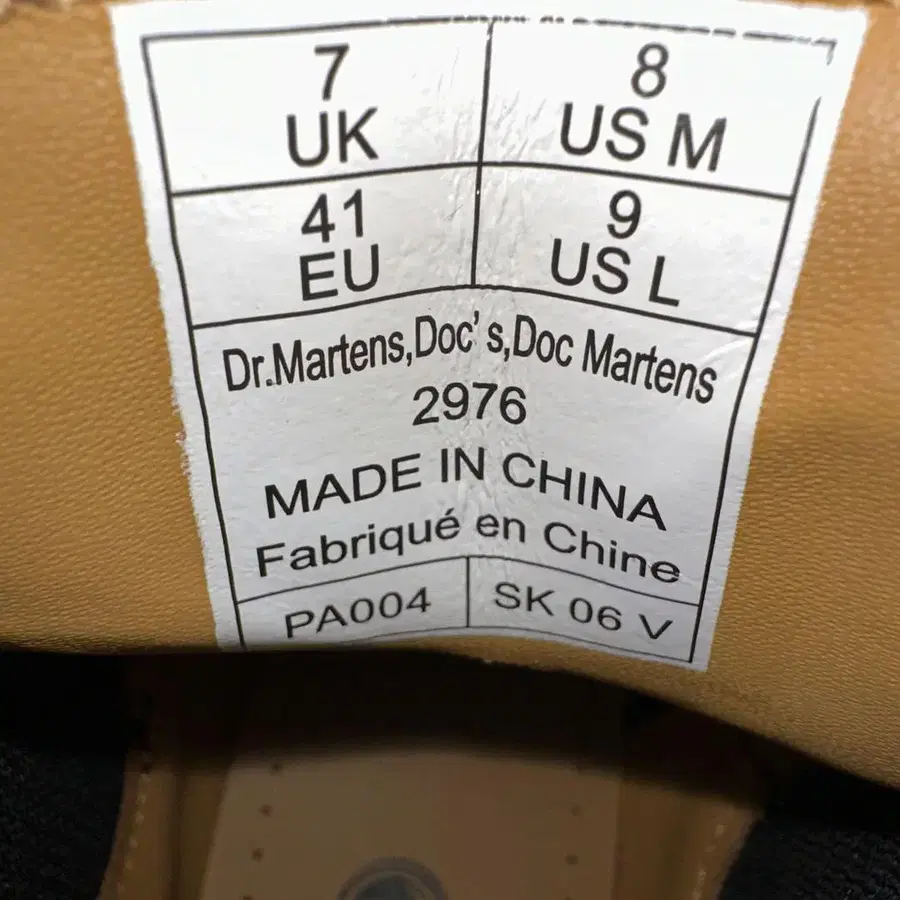 7
UK
8
US M
41
EU
9
US L
Dr.Martens,Doc's,Doc Martens
2976
MADE IN CHINA
Fabriqué en Chine
PA004
SK 06 V